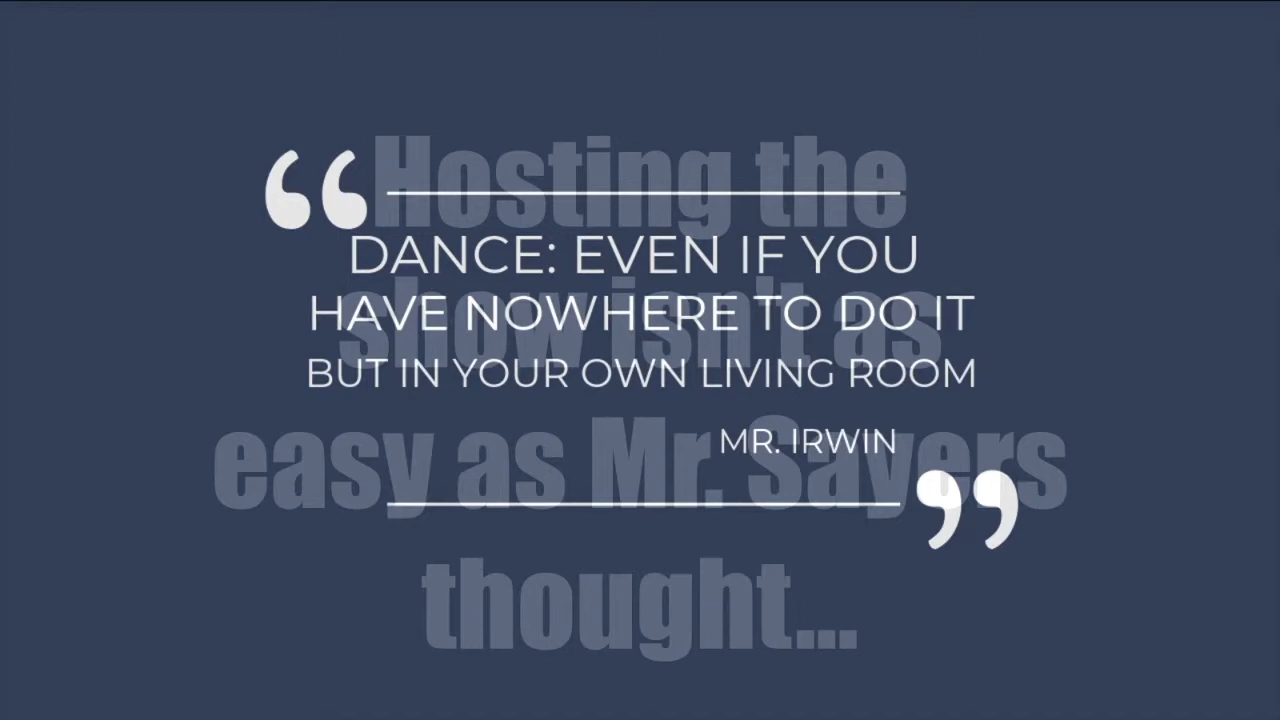 Hosting the
show isn't as
easy as Mr. Sayers
thought...
“
DANCE: EVEN IF YOU
HAVE NOWHERE TO DO IT
BUT IN YOUR OWN LIVING ROOM
MR. IRWIN
”